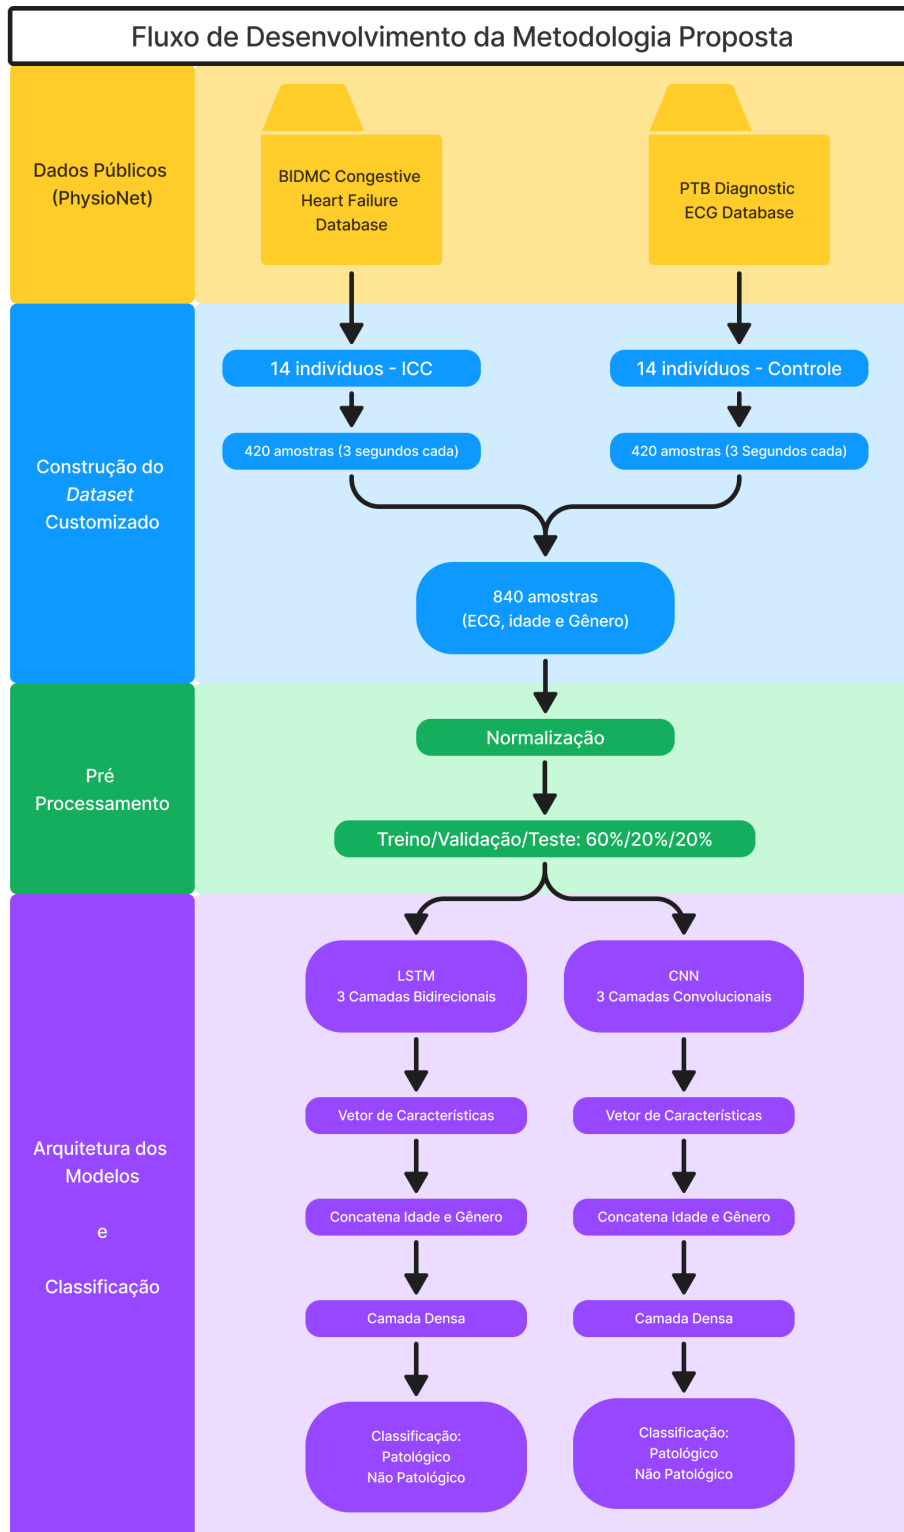 Fluxo de Desenvolvimento da Metodologia Proposta
Dados Públicos
(PhysioNet)
BIDMC Congestive
Heart Failure
Database
PTB Diagnostic
ECG Database
Construção do
Dataset
Customizado
14 indivíduos - ICC
14 indivíduos - Controle
420 amostras (3 segundos cada)
420 amostras (3 Segundos cada)
840 amostras
(ECG, idade e Gênero)
Pré
Processamento
Normalização
Treino/Validação/Teste: 60%/20%/20%
Arquitetura dos
Modelos
e
Classificação
LSTM
3 Camadas Bidirecionais
CNN
3 Camadas Convolucionais
Vetor de Características
Vetor de Características
Concatena Idade e Gênero
Concatena Idade e Gênero
Camada Densa
Camada Densa
Classificação:
Patológico
Não Patológico
Classificação:
Patológico
Não Patológico